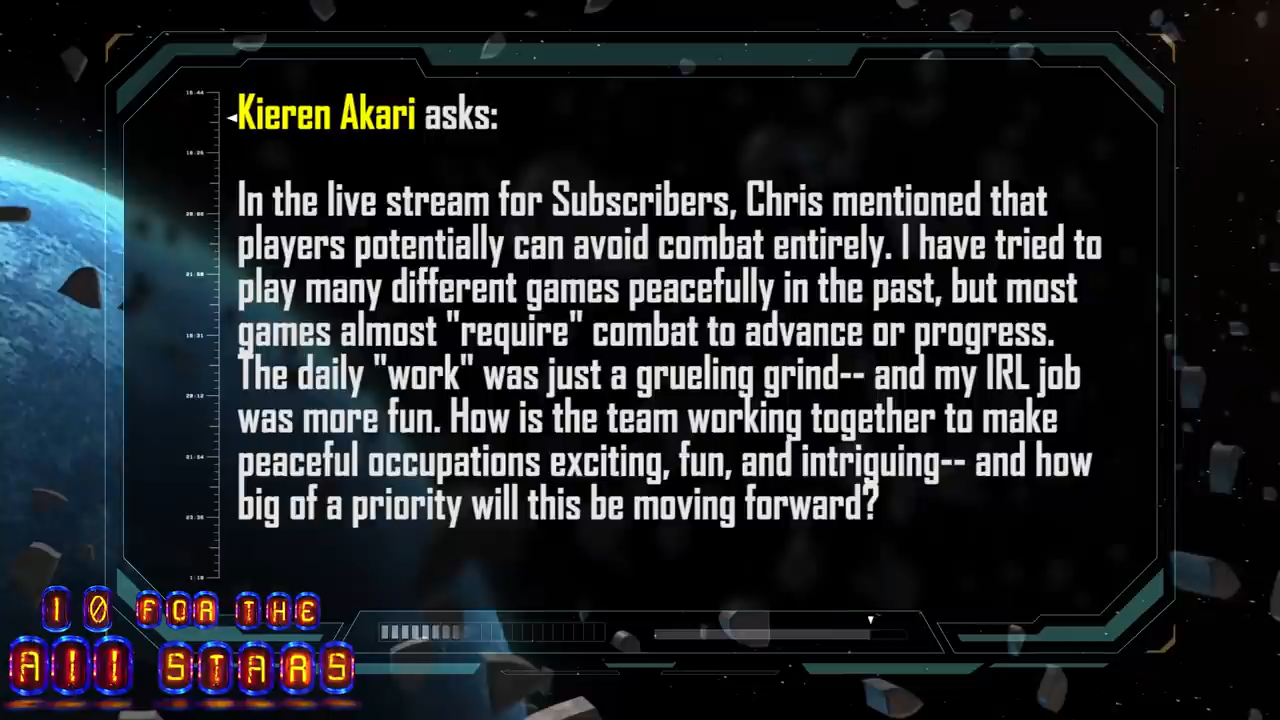 Kieren Akari asks:
In the live stream for Subscribers, Chris mentioned that
players potentially can avoid combat entirely. I have tried to
play many different games peacefully in the past, but most
games almost "require" combat to advance or progress.
The daily "work" was just a grueling grind-- and my IRL job
was more fun. How is the team working together to make
peaceful occupations exciting, fun, and intriguing-- and how
big of a priority will this be moving forward?
10 FOR THE
All STARS